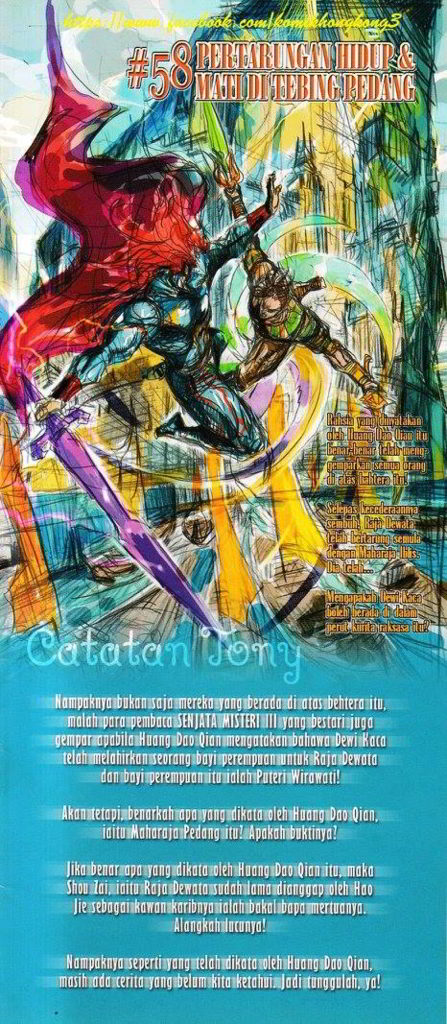 https://www.facebook.com/komikhongkong3
#58 PERTARUNGAN HIDUP &
MATI DI TEBING PEDANG
Rahsia yang dinyatakan
oleh Huang Dao Qian itu
benar-benar telah meng-
gemparkan semua orang
di atas bahtera itu.
Selepas kecederaannya
sembuh, Raja Dewata
telah bertarung semula
dengan Maharaja Iblis.
Dia telah...
Mengapakah Dewi Kaca
boleh berada di dalam
perut kurita raksasa itu?
Catatan Tony
Nampaknya bukan saja mereka yang berada di atas behtera itu,
malah para pembaca SENJATA MISTERI III yang bestari juga
gempar apabila Huang Dao Qian mengatakan bahawa Dewi Kaca
telah melahirkan seorang bayi perempuan untuk Raja Dewata
dan bayi perempuan itu ialah Puteri Wirawati!
Akan tetapi, benarkah apa yang dikata oleh Huang Dao Qian,
iaitu Maharaja Pedang itu? Apakah buktinya?
Jika benar apa yang dikata oleh Huang Dao Qian itu, maka
Shou Zai, iaitu Raja Dewata sudah lama dianggap oleh Hao
Jie sebagai kawan karibnya ialah bakal bapa mertuanya.
Alangkah lucunya!
Nampaknya seperti yang telah dikata oleh Huang Dao Qian,
masih ada cerita yang belum kita ketahui. Jadi tunggulah, ya!